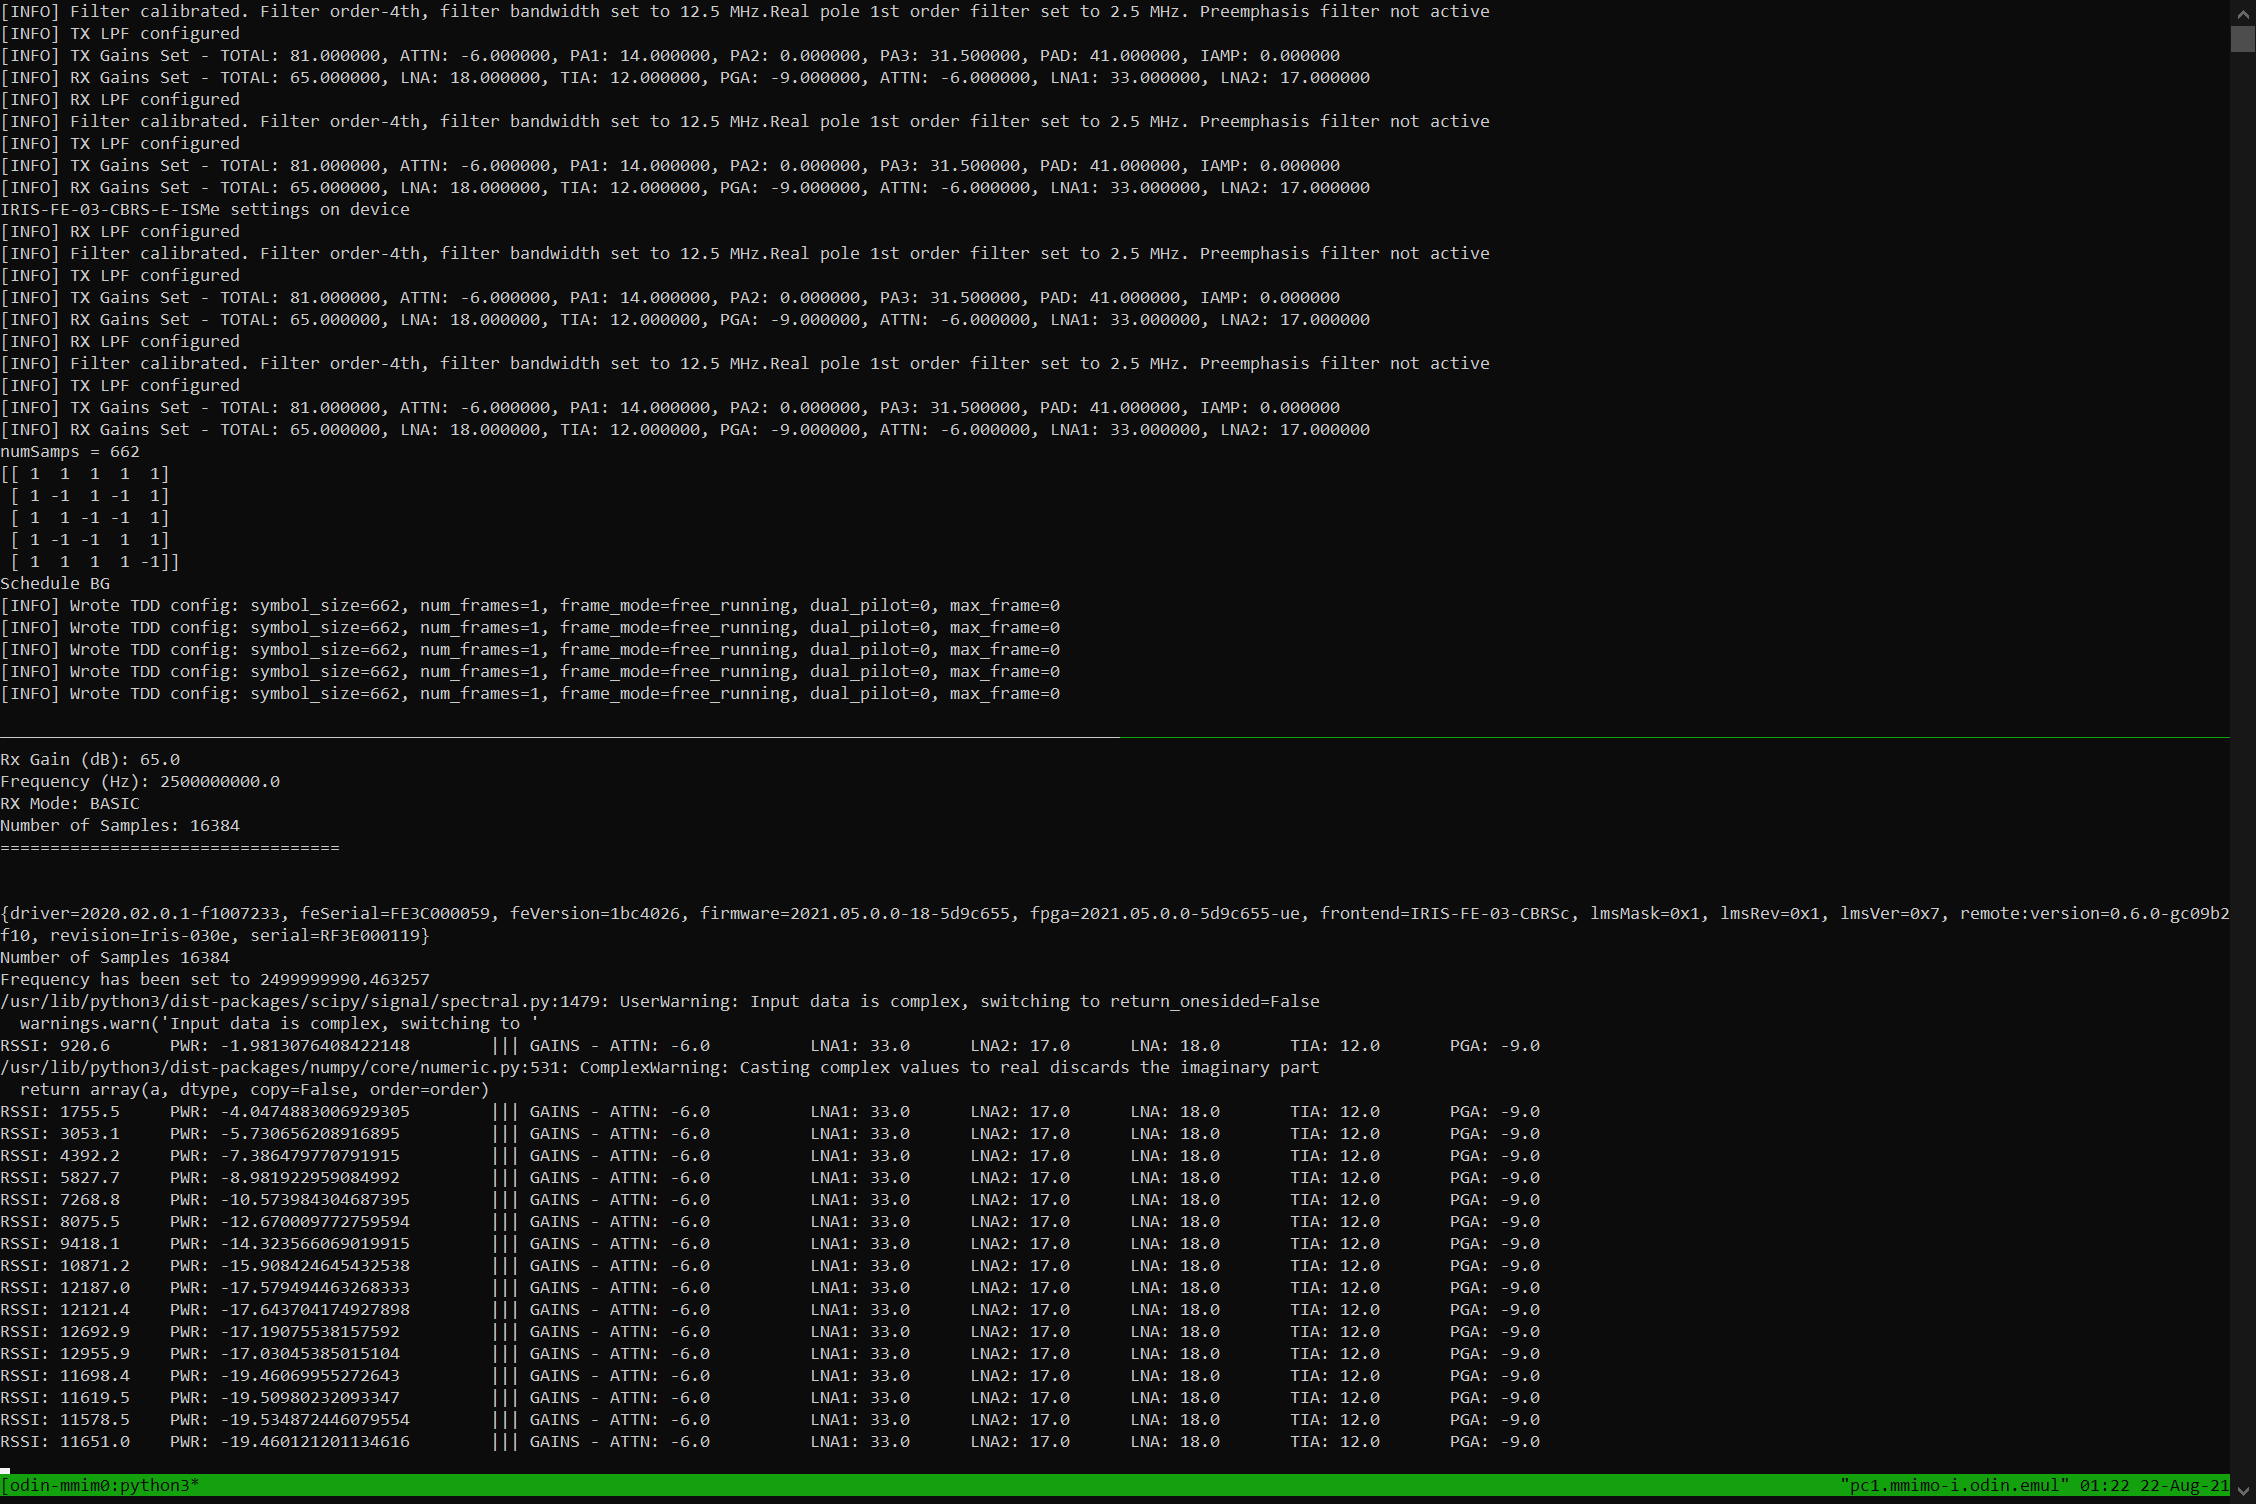 [INFO] Filter calibrated. Filter order-4th, filter bandwidth set to 12.5 MHz.Real pole 1st order filter set to 2.5 MHz. Preemphasis filter not active
[INFO] TX LPF configured
[INFO] TX Gains Set - TOTAL: 81.000000, ATTN: -6.000000, PA1: 14.000000, PA2: 0.000000, PA3: 31.500000, PAD: 41.000000, IAMP: 0.000000
[INFO] RX Gains Set - TOTAL: 65.000000, LNA: 18.000000, TIA: 12.000000, PGA: -9.000000, ATTN: -6.000000, LNA1: 33.000000, LNA2: 17.000000
[INFO] RX LPF configured
[INFO] Filter calibrated. Filter order-4th, filter bandwidth set to 12.5 MHz.Real pole 1st order filter set to 2.5 MHz. Preemphasis filter not active
[INFO] TX LPF configured
[INFO] TX Gains Set - TOTAL: 81.000000, ATTN: -6.000000, PA1: 14.000000, PA2: 0.000000, PA3: 31.500000, PAD: 41.000000, IAMP: 0.000000
[INFO] RX Gains Set - TOTAL: 65.000000, LNA: 18.000000, TIA: 12.000000, PGA: -9.000000, ATTN: -6.000000, LNA1: 33.000000, LNA2: 17.000000
IRIS-FE-03-CBRS-E-ISMe settings on device
[INFO] RX LPF configured
[INFO] Filter calibrated. Filter order-4th, filter bandwidth set to 12.5 MHz.Real pole 1st order filter set to 2.5 MHz. Preemphasis filter not active
[INFO] TX LPF configured
[INFO] TX Gains Set - TOTAL: 81.000000, ATTN: -6.000000, PA1: 14.000000, PA2: 0.000000, PA3: 31.500000, PAD: 41.000000, IAMP: 0.000000
[INFO] RX Gains Set - TOTAL: 65.000000, LNA: 18.000000, TIA: 12.000000, PGA: -9.000000, ATTN: -6.000000, LNA1: 33.000000, LNA2: 17.000000
[INFO] RX LPF configured
[INFO] Filter calibrated. Filter order-4th, filter bandwidth set to 12.5 MHz.Real pole 1st order filter set to 2.5 MHz. Preemphasis filter not active
[INFO] TX LPF configured
[INFO] TX Gains Set - TOTAL: 81.000000, ATTN: -6.000000, PA1: 14.000000, PA2: 0.000000, PA3: 31.500000, PAD: 41.000000, IAMP: 0.000000
[INFO] RX Gains Set - TOTAL: 65.000000, LNA: 18.000000, TIA: 12.000000, PGA: -9.000000, ATTN: -6.000000, LNA1: 33.000000, LNA2: 17.000000
numSamps = 662
[[ 1  1  1  1  1]
 [ 1 -1  1 -1  1]
 [ 1  1 -1 -1  1]
 [ 1 -1 -1  1  1]
 [ 1  1  1  1 -1]]
Schedule BG
[INFO] Wrote TDD config: symbol_size=662, num_frames=1, frame_mode=free_running, dual_pilot=0, max_frame=0
[INFO] Wrote TDD config: symbol_size=662, num_frames=1, frame_mode=free_running, dual_pilot=0, max_frame=0
[INFO] Wrote TDD config: symbol_size=662, num_frames=1, frame_mode=free_running, dual_pilot=0, max_frame=0
[INFO] Wrote TDD config: symbol_size=662, num_frames=1, frame_mode=free_running, dual_pilot=0, max_frame=0
[INFO] Wrote TDD config: symbol_size=662, num_frames=1, frame_mode=free_running, dual_pilot=0, max_frame=0
Rx Gain (dB): 65.0
Frequency (Hz): 2500000000.0
RX Mode: BASIC
Number of Samples: 16384
==================================
{driver=2020.02.0.1-f1007233, feSerial=FE3C000059, feVersion=1bc4026, firmware=2021.05.0.0-18-5d9c655, fpga=2021.05.0.0-5d9c655-ue, frontend=IRIS-FE-03-CBRSc, lmsMask=0x1, lmsRev=0x1, lmsVer=0x7, remote:version=0.6.0-gc09b2
f10, revision=Iris-030e, serial=RF3E000119}
Number of Samples 16384
Frequency has been set to 2499999990.463257
/usr/lib/python3/dist-packages/scipy/signal/spectral.py:1479: UserWarning: Input data is complex, switching to return_onesided=False
  warnings.warn('Input data is complex, switching to '
RSSI: 920.6 PWR: -1.9813076408422148 ||| GAINS - ATTN: -6.0 LNA1: 33.0 LNA2: 17.0 LNA: 18.0 TIA: 12.0 PGA: -9.0
/usr/lib/python3/dist-packages/numpy/core/numeric.py:531: ComplexWarning: Casting complex values to real discards the imaginary part
  return array(a, dtype, copy=False, order=order)
RSSI: 1755.5 PWR: -4.0474883006929305 ||| GAINS - ATTN: -6.0 LNA1: 33.0 LNA2: 17.0 LNA: 18.0 TIA: 12.0 PGA: -9.0
RSSI: 3053.1 PWR: -5.730656208916895 ||| GAINS - ATTN: -6.0 LNA1: 33.0 LNA2: 17.0 LNA: 18.0 TIA: 12.0 PGA: -9.0
RSSI: 4392.2 PWR: -7.386479770791915 ||| GAINS - ATTN: -6.0 LNA1: 33.0 LNA2: 17.0 LNA: 18.0 TIA: 12.0 PGA: -9.0
RSSI: 5827.7 PWR: -8.981922959084992 ||| GAINS - ATTN: -6.0 LNA1: 33.0 LNA2: 17.0 LNA: 18.0 TIA: 12.0 PGA: -9.0
RSSI: 7268.8 PWR: -10.573984304687395 ||| GAINS - ATTN: -6.0 LNA1: 33.0 LNA2: 17.0 LNA: 18.0 TIA: 12.0 PGA: -9.0
RSSI: 8075.5 PWR: -12.670009772759594 ||| GAINS - ATTN: -6.0 LNA1: 33.0 LNA2: 17.0 LNA: 18.0 TIA: 12.0 PGA: -9.0
RSSI: 9418.1 PWR: -14.323566069019915 ||| GAINS - ATTN: -6.0 LNA1: 33.0 LNA2: 17.0 LNA: 18.0 TIA: 12.0 PGA: -9.0
RSSI: 10871.2 PWR: -15.908424645432538 ||| GAINS - ATTN: -6.0 LNA1: 33.0 LNA2: 17.0 LNA: 18.0 TIA: 12.0 PGA: -9.0
RSSI: 12187.0 PWR: -17.579494463268333 ||| GAINS - ATTN: -6.0 LNA1: 33.0 LNA2: 17.0 LNA: 18.0 TIA: 12.0 PGA: -9.0
RSSI: 12121.4 PWR: -17.643704174927898 ||| GAINS - ATTN: -6.0 LNA1: 33.0 LNA2: 17.0 LNA: 18.0 TIA: 12.0 PGA: -9.0
RSSI: 12692.9 PWR: -17.19075538157592 ||| GAINS - ATTN: -6.0 LNA1: 33.0 LNA2: 17.0 LNA: 18.0 TIA: 12.0 PGA: -9.0
RSSI: 12955.9 PWR: -17.03045385015104 ||| GAINS - ATTN: -6.0 LNA1: 33.0 LNA2: 17.0 LNA: 18.0 TIA: 12.0 PGA: -9.0
RSSI: 11698.4 PWR: -19.46069955272643 ||| GAINS - ATTN: -6.0 LNA1: 33.0 LNA2: 17.0 LNA: 18.0 TIA: 12.0 PGA: -9.0
RSSI: 11619.5 PWR: -19.50980232093347 ||| GAINS - ATTN: -6.0 LNA1: 33.0 LNA2: 17.0 LNA: 18.0 TIA: 12.0 PGA: -9.0
RSSI: 11578.5 PWR: -19.534872446079554 ||| GAINS - ATTN: -6.0 LNA1: 33.0 LNA2: 17.0 LNA: 18.0 TIA: 12.0 PGA: -9.0
RSSI: 11651.0 PWR: -19.460121201134616 ||| GAINS - ATTN: -6.0 LNA1: 33.0 LNA2: 17.0 LNA: 18.0 TIA: 12.0 PGA: -9.0
[odin-mmim0:python3* "pc1.mmimo-i.odin.emul" 01:22 22-Aug-21